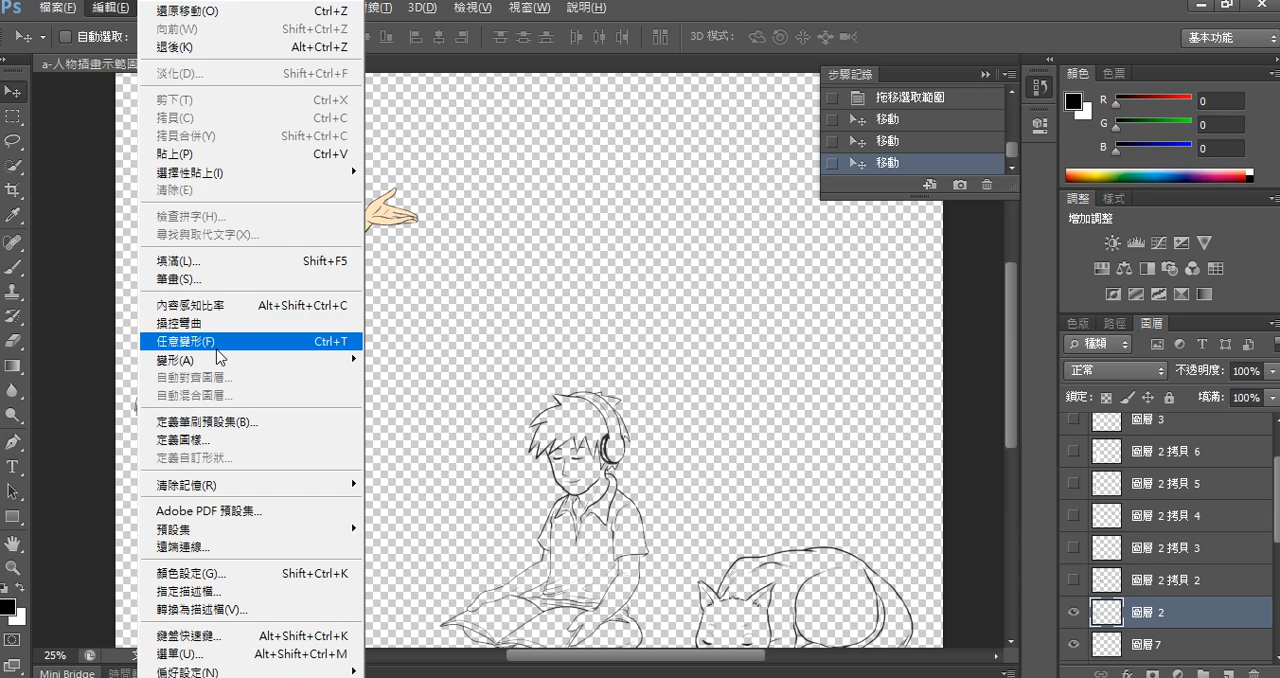 Ps 檔案(F) 編輯(E) 3D(D) 檢視(V) 視窗(W) 說明(H)
自動選取： 3D 模式： 基本功能
a-人物插畫示範圖
還原移動(O) Ctrl+Z
向前(W) Shift+Ctrl+Z
退後(K) Alt+Ctrl+Z
淡化(D)... Shift+Ctrl+F
剪下(T) Ctrl+X
拷貝(C) Ctrl+C
拷貝合併(Y) Shift+Ctrl+C
貼上(P) Ctrl+V
選擇性貼上(I)
清除(E)
檢查拼字(H)...
尋找與取代文字(X)...
填滿(L)... Shift+F5
筆畫(S)...
內容感知比率 Alt+Shift+Ctrl+C
操控彎曲
任意變形(F) Ctrl+T
變形(A)
自動對齊圖層...
自動混合圖層...
定義筆刷預設集(B)...
定義圖樣...
定義自訂形狀...
清除記憶(R)
Adobe PDF 預設集...
預設集
遠端連線...
顏色設定(G)... Shift+Ctrl+K
指定描述檔...
轉換為描述檔(V)...
鍵盤快速鍵... Alt+Shift+Ctrl+K
選單(U)... Alt+Shift+Ctrl+M
偏好設定(N)
步驟記錄
拖移選取範圍
移動
移動
移動
顏色 色票
R 0
G 0
B 0
調整 樣式
增加調整
色版 路徑 圖層
種類
正常 不透明度： 100%
鎖定： 填滿： 100%
圖層 3
圖層 2 拷貝 6
圖層 2 拷貝 5
圖層 2 拷貝 4
圖層 2 拷貝 3
圖層 2 拷貝 2
圖層 2
圖層 7
25%
Mini Bridge